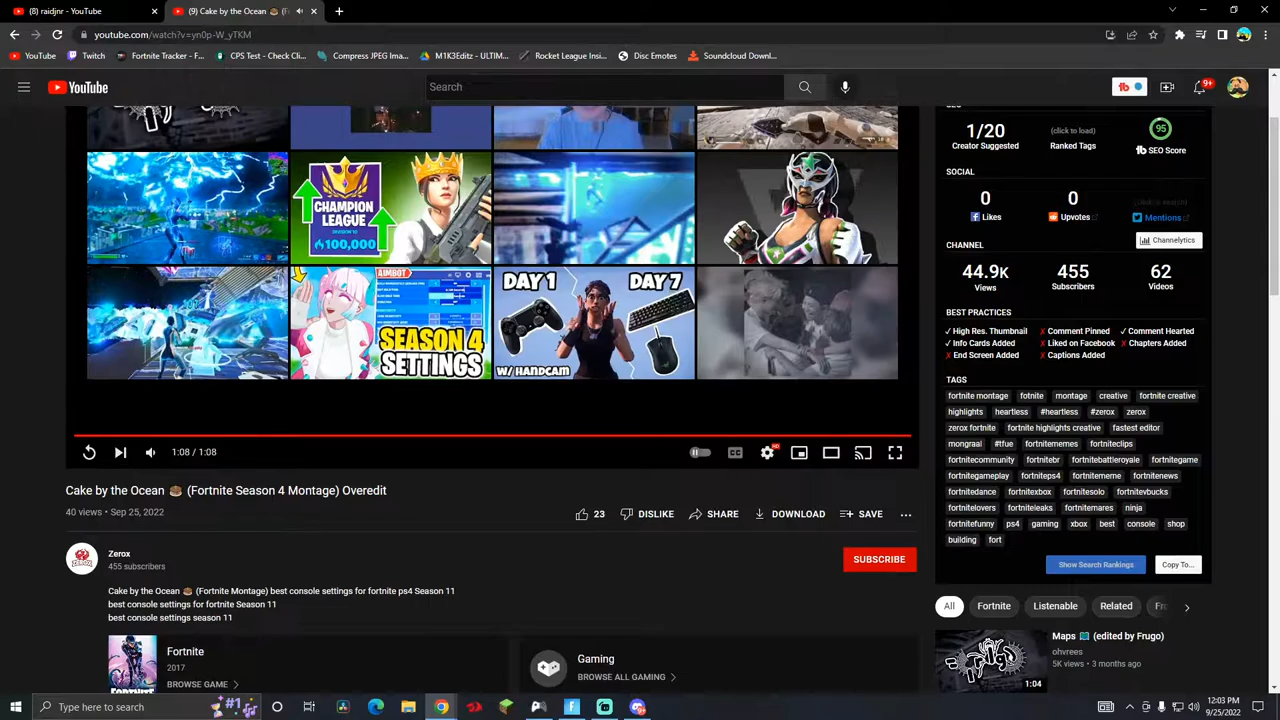 (8) raidjnr - YouTube
(9) Cake by the Ocean
youtube.com/watch?v=yn0p-W_yTKM
YouTube
Twitch
Fortnite Tracker - F...
CPS Test - Check Cli...
Compress JPEG Ima...
M1K3Editz - ULTIM...
Rocket League Insi...
Disc Emotes
Soundcloud Down...
YouTube
Search
9+
1/20
Creator Suggested
(click to load)
Ranked Tags
95
SEO Score
SOCIAL
0
Likes
0
Upvotes
Mentions
CHANNEL
Channelytics
44.9K
Views
455
Subscribers
62
Videos
BEST PRACTICES
✓ High Res. Thumbnail
✗ Comment Pinned
✓ Comment Hearted
✓ Info Cards Added
✗ Liked on Facebook
✗ Chapters Added
✗ End Screen Added
✗ Captions Added
TAGS
fortnite montage fotnite montage creative fortnite creative
highlights heartless #heartless #zerox zerox
zerox fortnite fortnite highlights creative fastest editor
mongraal #tfue fortnitememes fortniteclips
fortnitecommunity fortnitebr fortnitebattleroyale fortnitegame
fortnitegameplay fortniteps4 fortnitememe fortnitenews
fortnitedance fortnitexbox fortnitesolo fortnitevbucks
fortnitelovers fortniteleaks fortnitemares ninja
fortnitefunny ps4 gaming xbox best console shop
building fort
Show Search Rankings
Copy To...
All
Fortnite
Listenable
Related
Maps 🗺️ (edited by Frugo)
ohvrees
5K views • 3 months ago
1:04
CHAMPION
LEAGUE
100,000
AIMBOT
SEASON 4
SETTINGS
DAY 1
DAY 7
W/ HANDCAM
1:08 / 1:08
CC
HD
Cake by the Ocean 🎂 (Fortnite Season 4 Montage) Overedit
40 views • Sep 25, 2022
23
DISLIKE
SHARE
DOWNLOAD
SAVE
ZEROX
Zerox
455 subscribers
SUBSCRIBE
Cake by the Ocean 🎂 (Fortnite Montage) best console settings for fortnite ps4 Season 11
best console settings for fortnite Season 11
best console settings season 11
Fortnite
2017
BROWSE GAME
Gaming
BROWSE ALL GAMING
Type here to search
#1
12:03 PM
9/25/2022